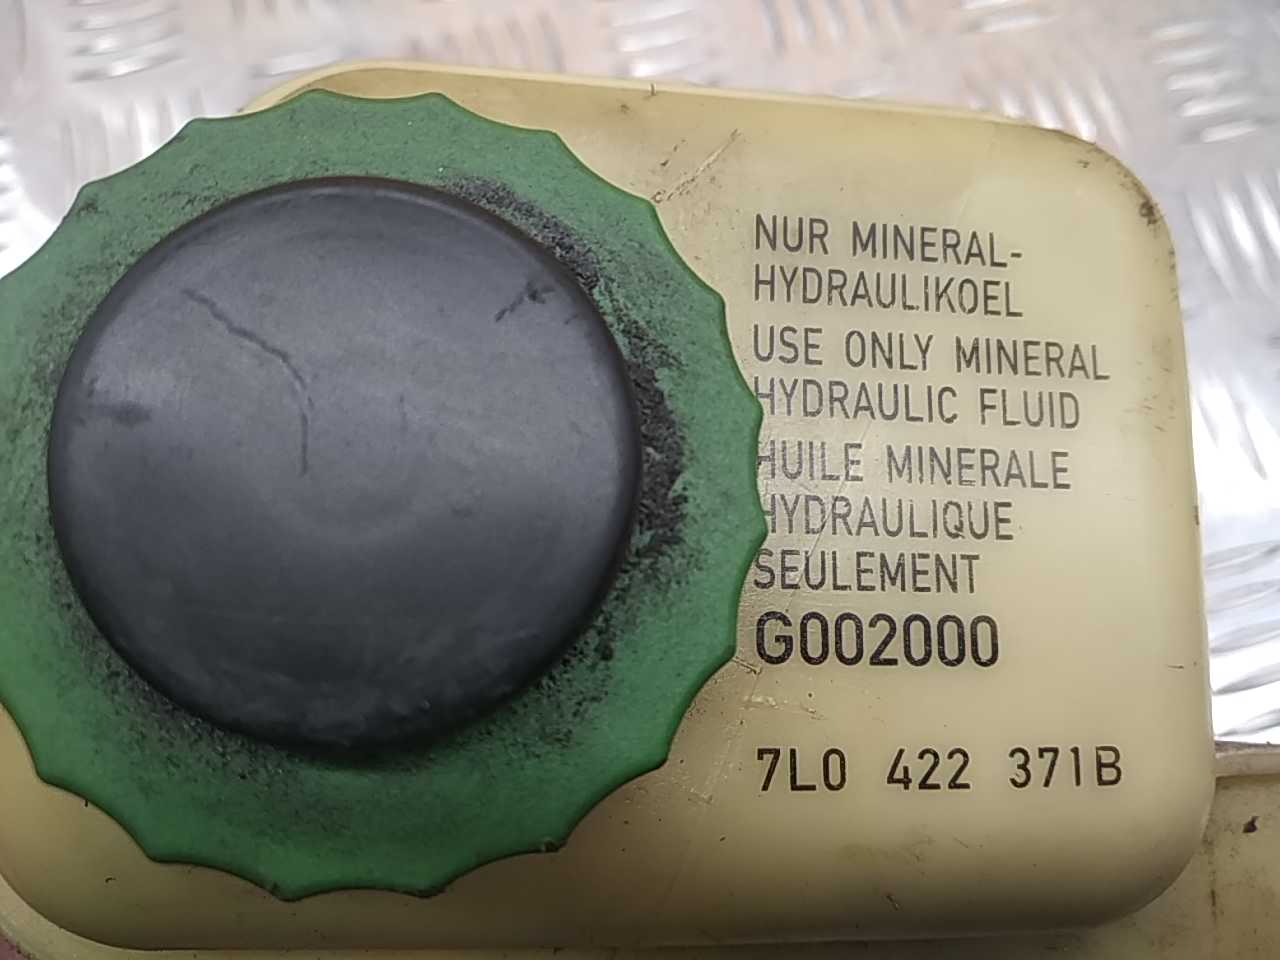 NUR MINERAL-
HYDRAULIKOEL
USE ONLY MINERAL
HYDRAULIC FLUID
HUILE MINERALE
HYDRAULIQUE
SEULEMENT
G002000
7L0 422 371B